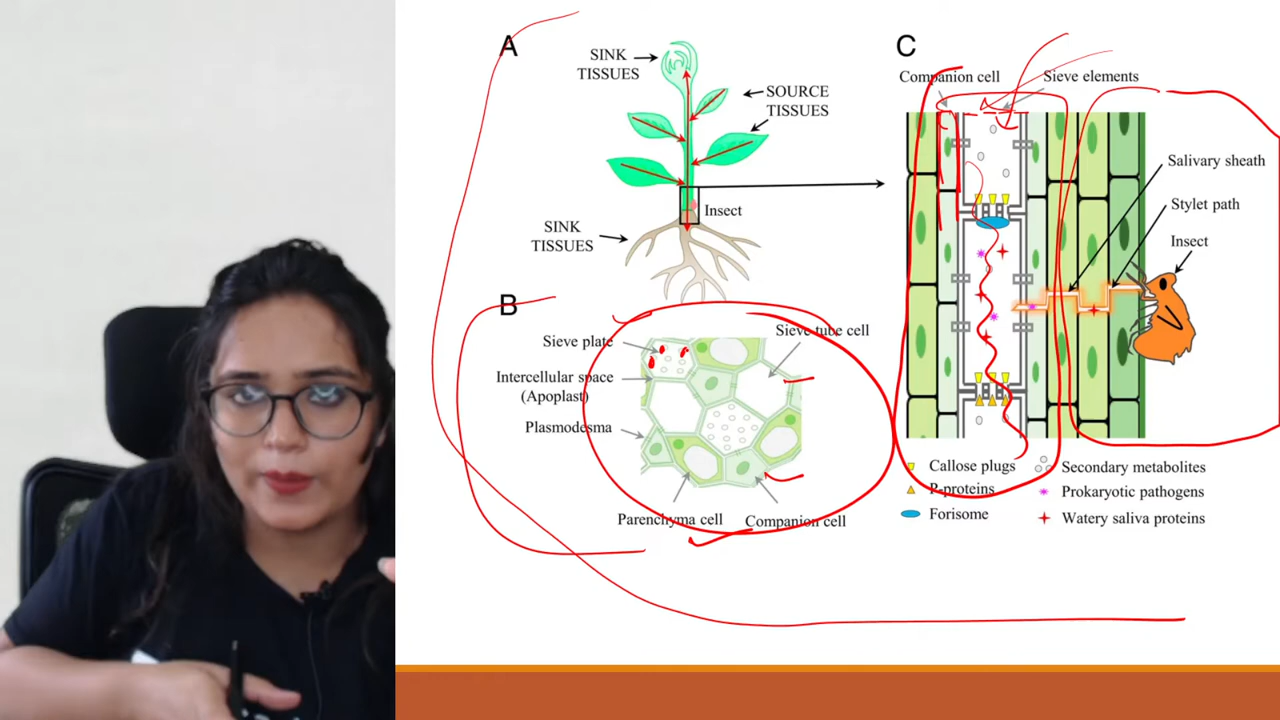 A
SINK
TISSUES
SOURCE
TISSUES
Insect
SINK
TISSUES
B
Sieve plate
Sieve tube cell
Intercellular space
(Apoplast)
Plasmodesma
Parenchyma cell
Companion cell
C
Companion cell
Sieve elements
Salivary sheath
Stylet path
Insect
Callose plugs
Secondary metabolites
P-proteins
Prokaryotic pathogens
Forisome
Watery saliva proteins